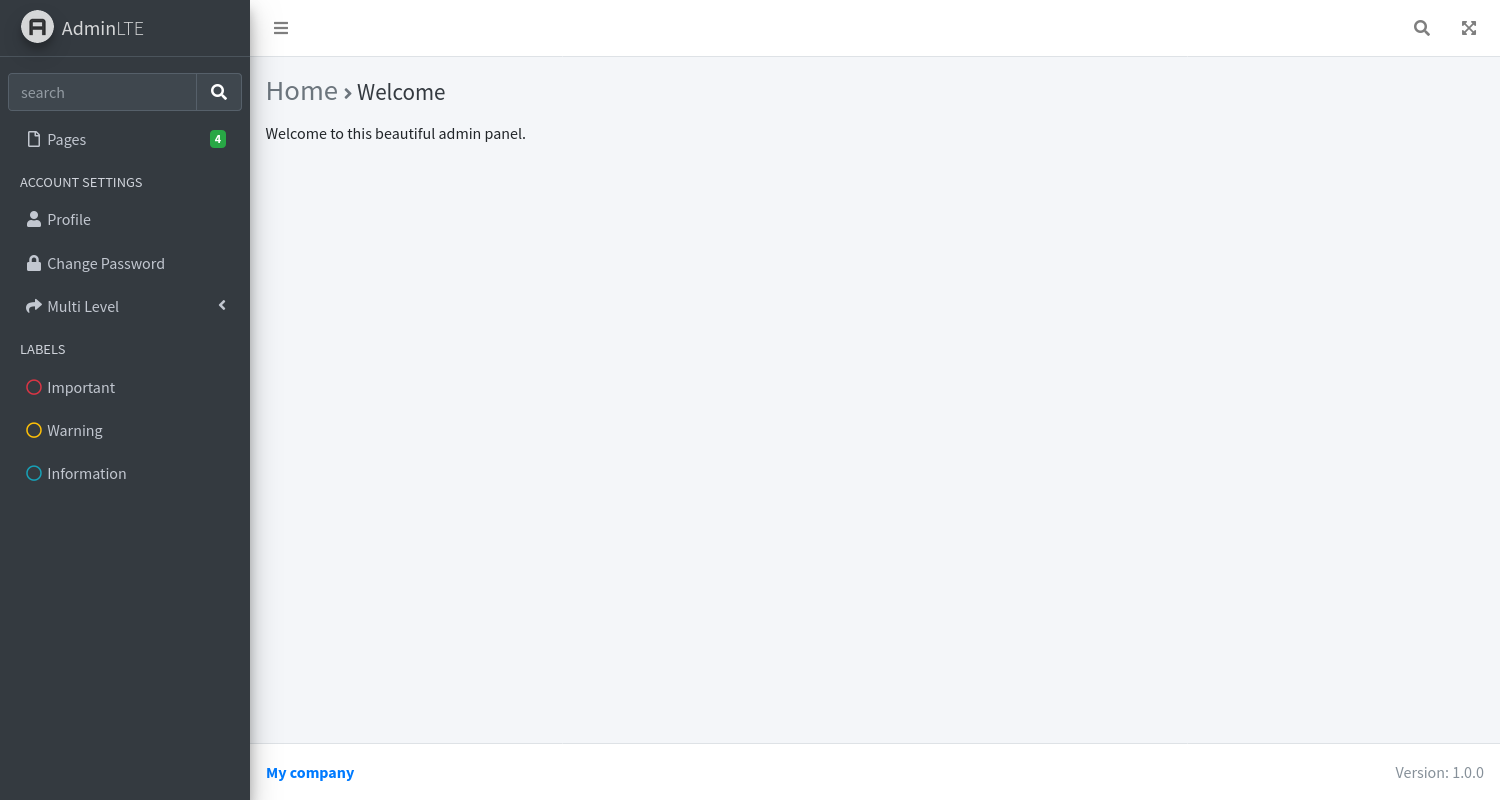 AdminLTE
search
Pages 4
ACCOUNT SETTINGS
Profile
Change Password
Multi Level
LABELS
Important
Warning
Information
Home › Welcome
Welcome to this beautiful admin panel.
My company
Version: 1.0.0